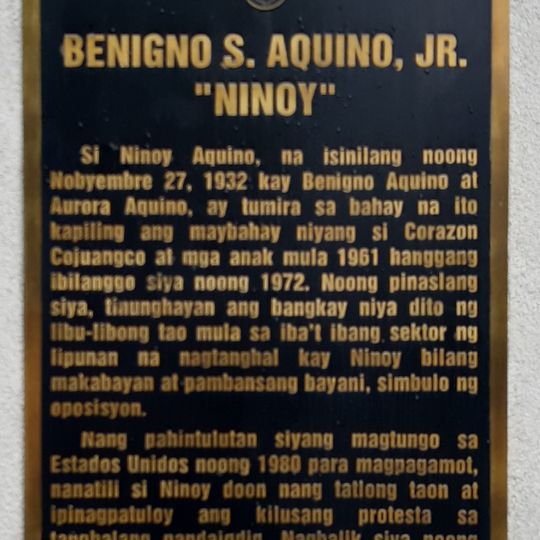 BENIGNO S. AQUINO, JR.
"NINOY"
Si Ninoy Aquino, na isinilang noong
Nobyembre 27, 1932 kay Benigno Aquino at
Aurora Aquino, ay tumira sa bahay na ito
kapiling ang maybahay niyang si Corazon
Cojuangco at mga anak mula 1961 hanggang
ibilanggo siya noong 1972. Noong pinaslang
siya, tinunghayan ang bangkay niya dito ng
libu-libong tao mula sa iba't ibang sektor ng
lipunan na nagtanghal kay Ninoy bilang
makabayan at pambansang bayani, simbulo ng
oposisyon.
Nang pahintulutan siyang magtungo sa
Estados Unidos noong 1980 para magpagamot,
nanatili si Ninoy doon nang tatlong taon at
ipinagpatuloy ang kilusang protesta sa
tanghalang pandaigdig. Nagbalik siya noong